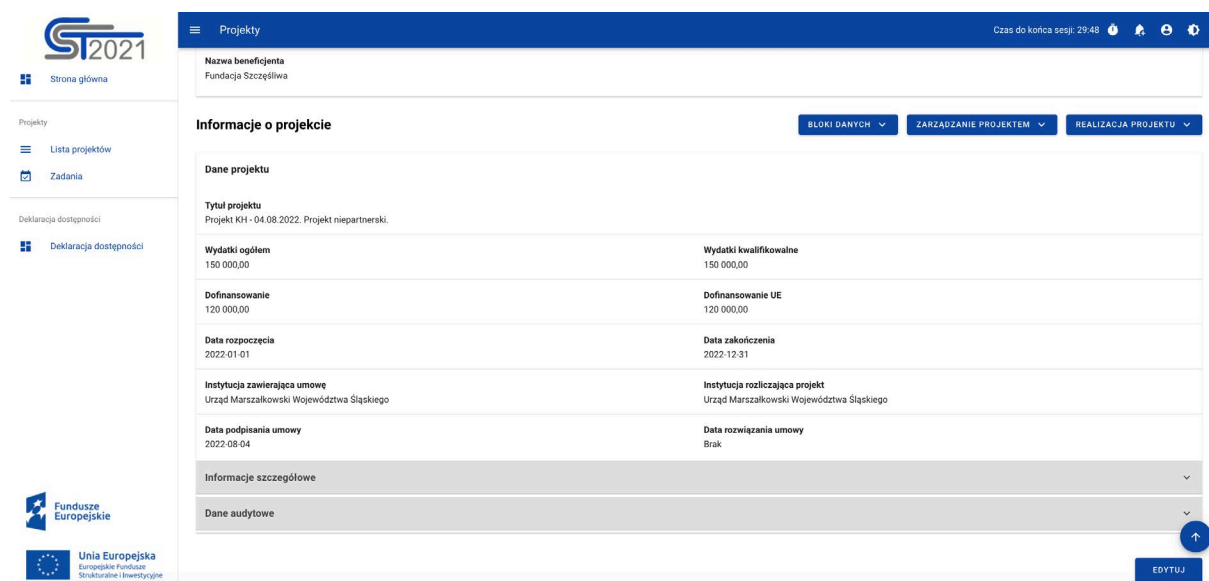 ST2021
Projekty
Czas do końca sesji: 29:48
Strona główna
Projekty
Lista projektów
Zadania
Deklaracja dostępności
Deklaracja dostępności
Fundusze
Europejskie
Unia Europejska
Europejskie Fundusze
Strukturalne i Inwestycyjne
Nazwa beneficjenta
Fundacja Szczęśliwa
Informacje o projekcie
BLOKI DANYCH
ZARZĄDZANIE PROJEKTEM
REALIZACJA PROJEKTU
Dane projektu
Tytuł projektu
Projekt KH - 04.08.2022. Projekt niepartnerski.
Wydatki ogółem
150 000,00
Wydatki kwalifikowalne
150 000,00
Dofinansowanie
120 000,00
Dofinansowanie UE
120 000,00
Data rozpoczęcia
2022-01-01
Data zakończenia
2022-12-31
Instytucja zawierająca umowę
Urząd Marszałkowski Województwa Śląskiego
Instytucja rozliczająca projekt
Urząd Marszałkowski Województwa Śląskiego
Data podpisania umowy
2022-08-04
Data rozwiązania umowy
Brak
Informacje szczegółowe
Dane audytowe
EDYTUJ